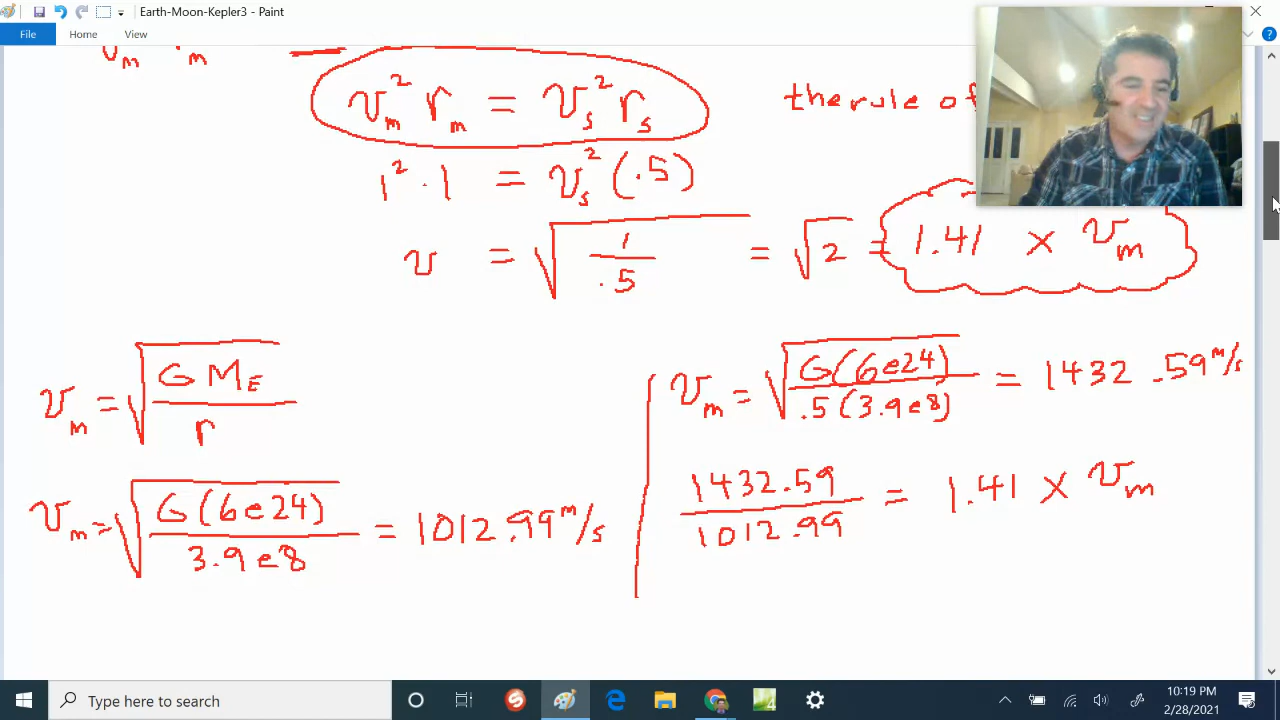 Earth-Moon-Kepler3 - Paint
File Home View
v_m r_m
v_m² r_m = v_s² r_s
the rule of
1² · 1 = v_s² (.5)
v = √(1/.5) = √2 = 1.41 × v_m
v_m = √(G M_E / r)
v_m = √(G(6e24) / .5(3.9e8)) = 1432.59 m/s
1432.59 / 1012.99 = 1.41 × v_m
v_m = √(G(6e24) / 3.9e8) = 1012.99 m/s
Type here to search
10:19 PM
2/28/2021